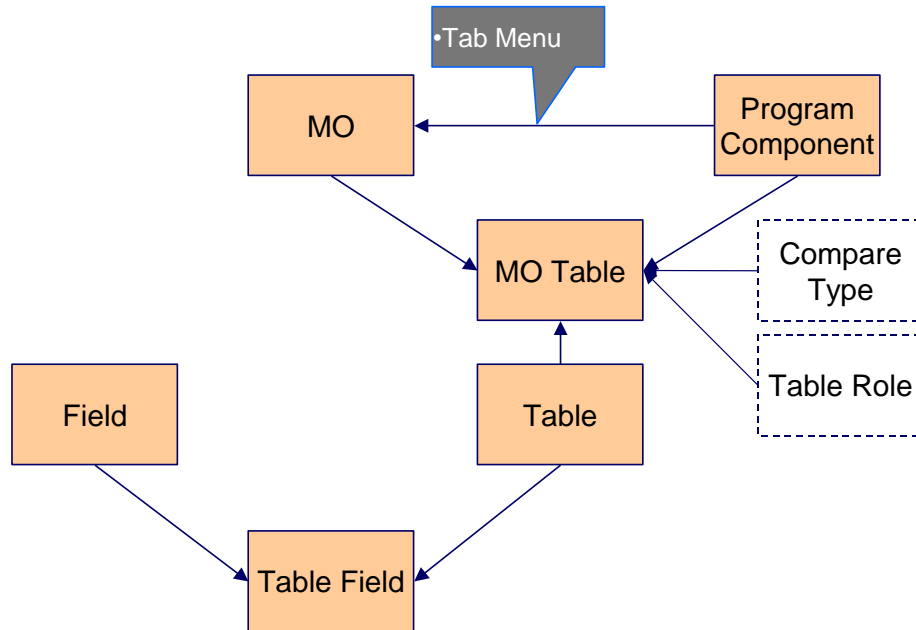 •Tab Menu
MO
Program
Component
MO Table
Compare
Type
Table Role
Field
Table
Table Field